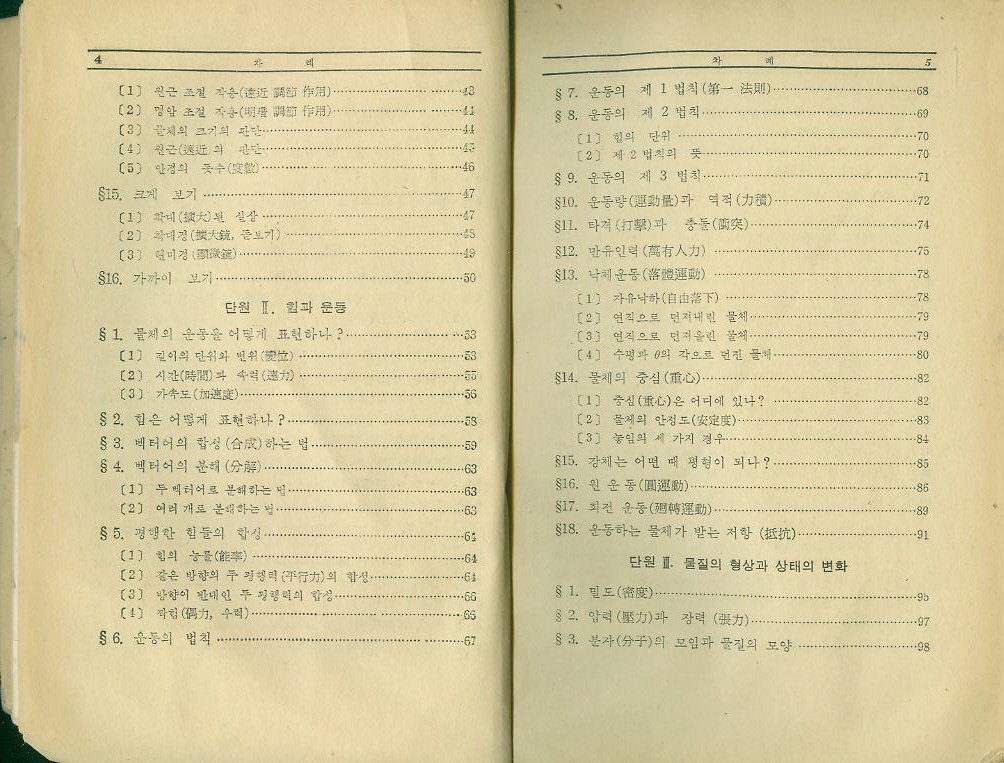 4 차 례
〔1〕 원근 조절 작용(遠近 調節 作用) 43
〔2〕 명암 조절 작용(明暗 調節 作用) 44
〔3〕 물체의 크기의 판단 44
〔4〕 원근(遠近의 판단 45
〔5〕 안경의 돗수(度數) 46
§15. 크게 보기 47
〔1〕 확대(擴大)된 실상 47
〔2〕 확대경(擴大鏡, 돋보기) 48
〔3〕 현미경(顯微鏡) 49
§16. 가까이 보기 50
단원 Ⅱ. 힘과 운동
§ 1. 물체의 운동을 어떻게 표현하나? 53
〔1〕 길이의 단위와 변위(變位) 53
〔2〕 시간(時間)과 속력(速力) 55
〔3〕 가속도(加速度) 56
§ 2. 힘은 어떻게 표현하나? 58
§ 3. 벡터어의 합성(合成)하는 법 59
§ 4. 벡터어의 분해(分解) 63
〔1〕 두 벡터어로 분해하는 법 63
〔2〕 여러 개로 분해하는 법 63
§ 5. 평행한 힘들의 합성 64
〔1〕 힘의 능률(能率) 64
〔2〕 같은 방향의 두 평행력(平行力)의 합성 64
〔3〕 방향이 반대인 두 평행력의 합성 66
〔4〕 짝힘(偶力, 우력) 66
§ 6. 운동의 법칙 67
차 례 5
§ 7. 운동의 제 1 법칙(第一 法則) 68
§ 8. 운동의 제 2 법칙 69
〔1〕 힘의 단위 70
〔2〕 제 2 법칙의 뜻 70
§ 9. 운동의 제 3 법칙 71
§10. 운동량(運動量)과 역적(力積) 72
§11. 타격(打擊)과 충돌(衝突) 74
§12. 만유인력(萬有人力) 75
§13. 낙체운동(落體運動) 78
〔1〕 자유낙하(自由落下) 78
〔2〕 연직으로 던져내린 물체 79
〔3〕 연직으로 던져올린 물체 79
〔4〕 수평과 θ의 각으로 던진 물체 80
§14. 물체의 중심(重心) 82
〔1〕 중심(重心)은 어디에 있나? 82
〔2〕 물체의 안정도(安定度) 83
〔3〕 놓임의 세 가지 경우 84
§15. 강체는 어떤 때 평형이 되나? 85
§16. 원 운 동(圓運動) 86
§17. 회전 운동(廻轉運動) 89
§18. 운동하는 물체가 받는 저항 (抵抗) 91
단원 Ⅲ. 물질의 형상과 상태의 변화
§ 1. 밀도(密度) 95
§ 2. 압력(壓力)과 장력 (張力) 97
§ 3. 분자(分子)의 모임과 물질의 모양 98